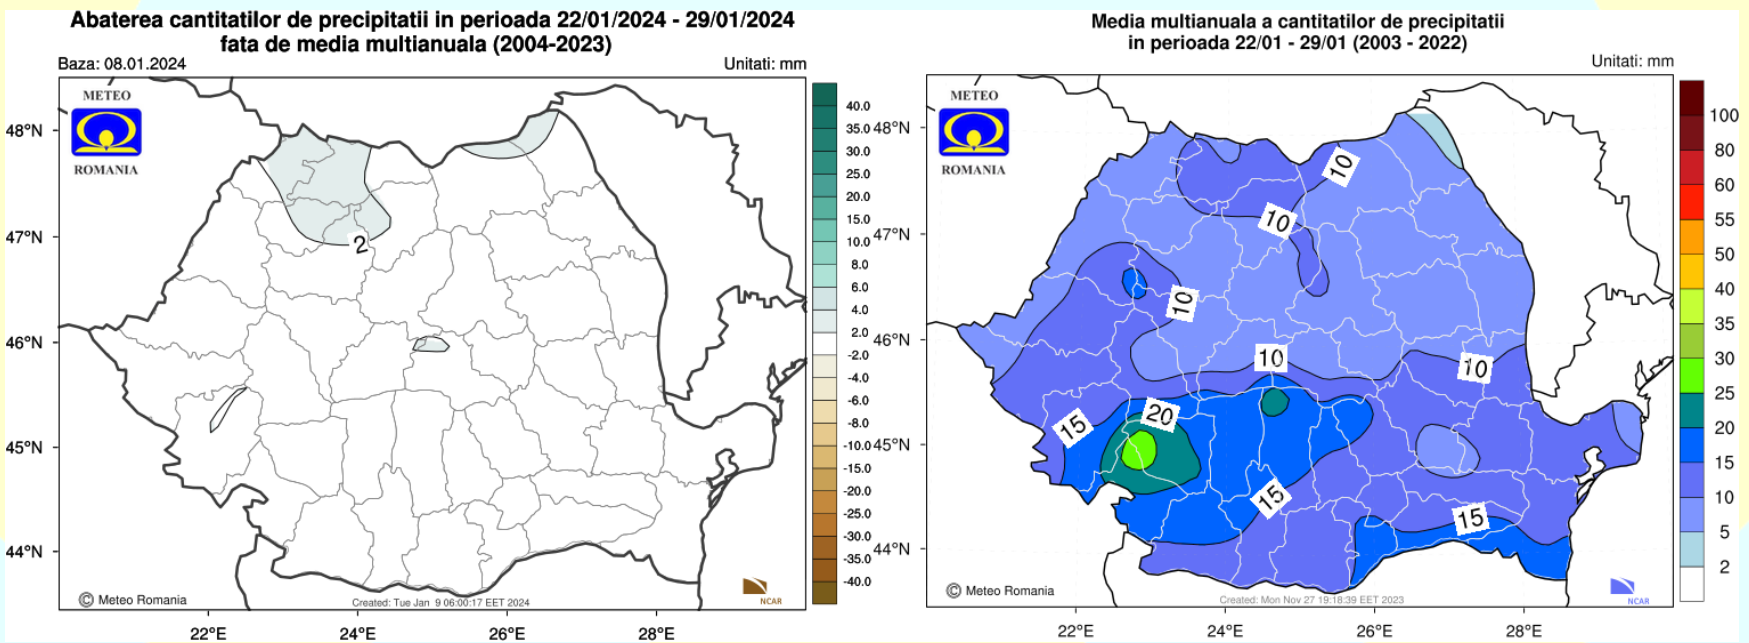 Abaterea cantitatilor de precipitatii in perioada 22/01/2024 - 29/01/2024
fata de media multianuala (2004-2023)
Baza: 08.01.2024
Unitati: mm
METEO
ROMANIA
48°N
47°N
46°N
45°N
44°N
2
40.0
35.0
30.0
25.0
20.0
15.0
10.0
8.0
6.0
4.0
2.0
-2.0
-4.0
-6.0
-8.0
-10.0
-15.0
-20.0
-25.0
-30.0
-35.0
-40.0
© Meteo Romania
Created: Tue Jan 9 06:00:17 EET 2024
NCAR
22°E
24°E
26°E
28°E
Media multianuala a cantitatilor de precipitatii
in perioada 22/01 - 29/01 (2003 - 2022)
Unitati: mm
METEO
ROMANIA
48°N
47°N
46°N
45°N
44°N
10
10
10
10
10
20
15
15
15
100
80
60
55
50
40
35
30
25
20
15
10
5
2
© Meteo Romania
Created: Mon Nov 27 19:18:39 EET 2023
NCAR
22°E
24°E
26°E
28°E